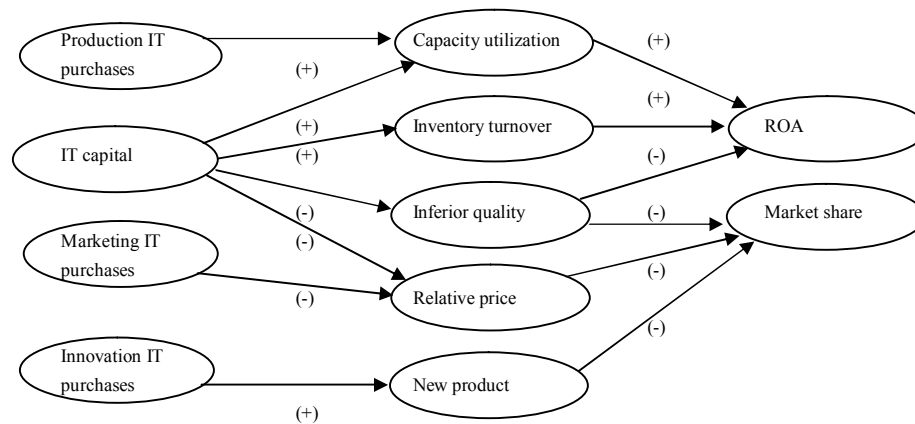 Production IT
purchases
Capacity utilization
(+)
(+)
(+)
(+)
Inventory turnover
ROA
(+)
IT capital
(-)
Inferior quality
Market share
(-)
(-)
(-)
Marketing IT
purchases
(-)
(-)
Relative price
(-)
Innovation IT
purchases
New product
(+)